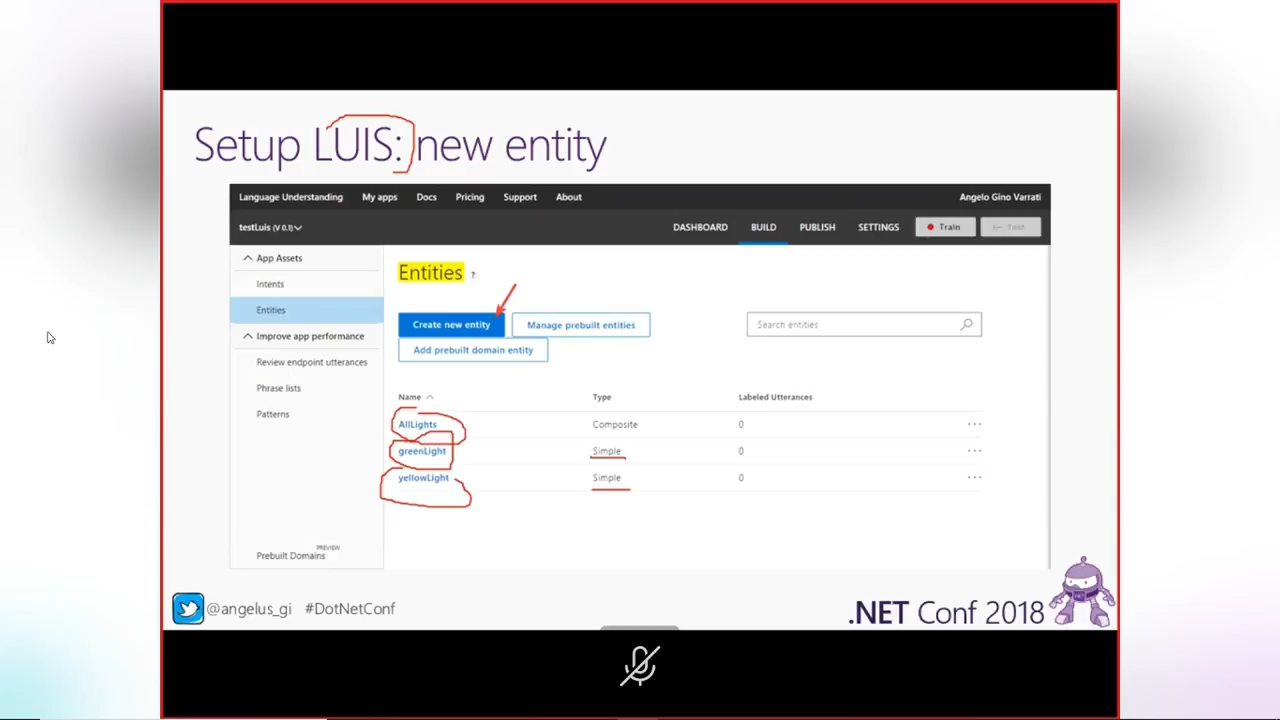 Setup LUIS: new entity
Language Understanding My apps Docs Pricing Support About Angelo Gino Varrati
testLuis (V 0.1) DASHBOARD BUILD PUBLISH SETTINGS Train Test
App Assets
Intents
Entities
Improve app performance
Review endpoint utterances
Phrase lists
Patterns
PREVIEW
Prebuilt Domains
Entities ?
Create new entity Manage prebuilt entities Search entities
Add prebuilt domain entity
Name Type Labeled Utterances
AllLights Composite 0 ...
greenLight Simple 0 ...
yellowLight Simple 0 ...
@angelus_gi #DotNetConf
.NET Conf 2018